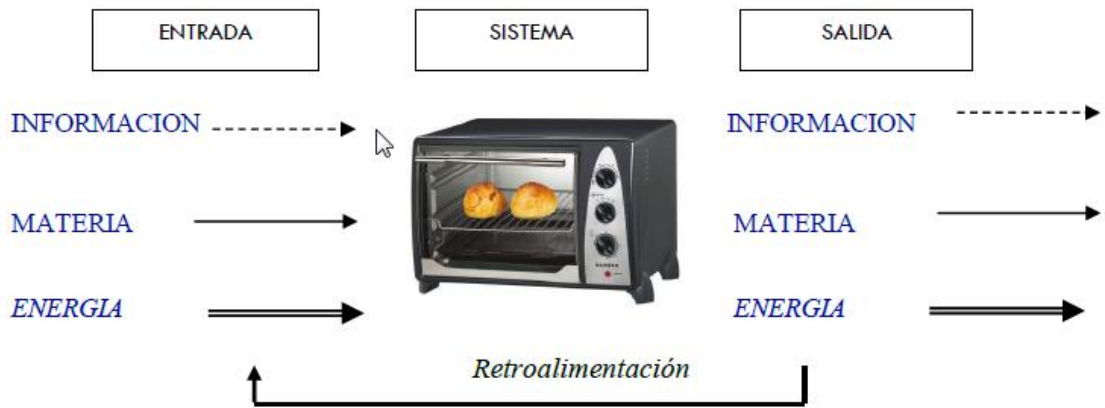 ENTRADA
SISTEMA
SALIDA
INFORMACION
INFORMACION
MATERIA
MATERIA
ENERGIA
ENERGIA
Retroalimentación